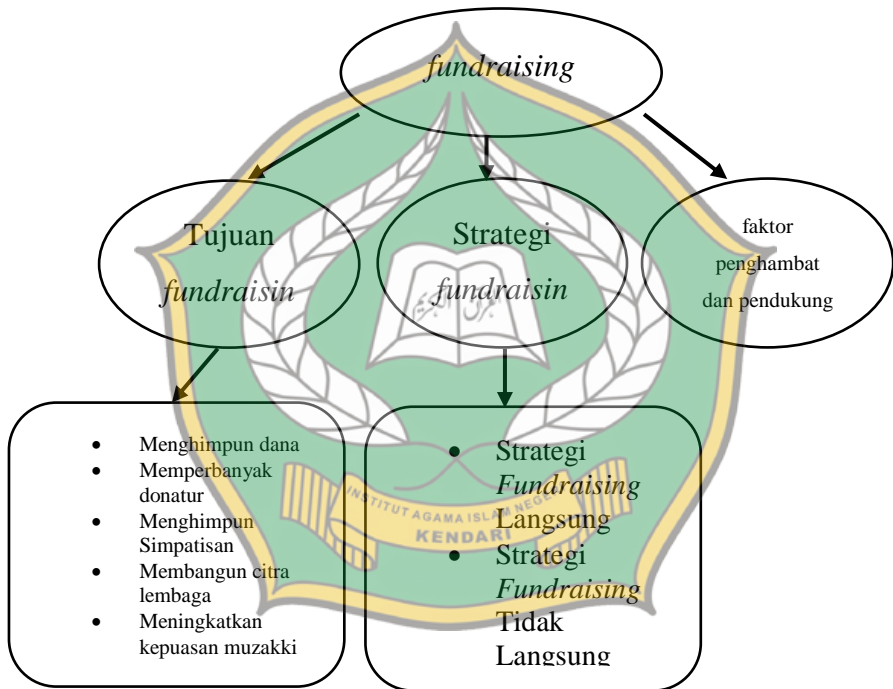 fundraising
Tujuan
fundraisin
Strategi
fundraisin
faktor
penghambat
dan pendukung
• Menghimpun dana
• Memperbanyak
donatur
• Menghimpun
Simpatisan
• Membangun citra
lembaga
• Meningkatkan
kepuasan muzakki
• Strategi
Fundraising
Langsung
• Strategi
Fundraising
Tidak
Langsung
INSTITUT AGAMA ISLAM NEGE
KENDARI